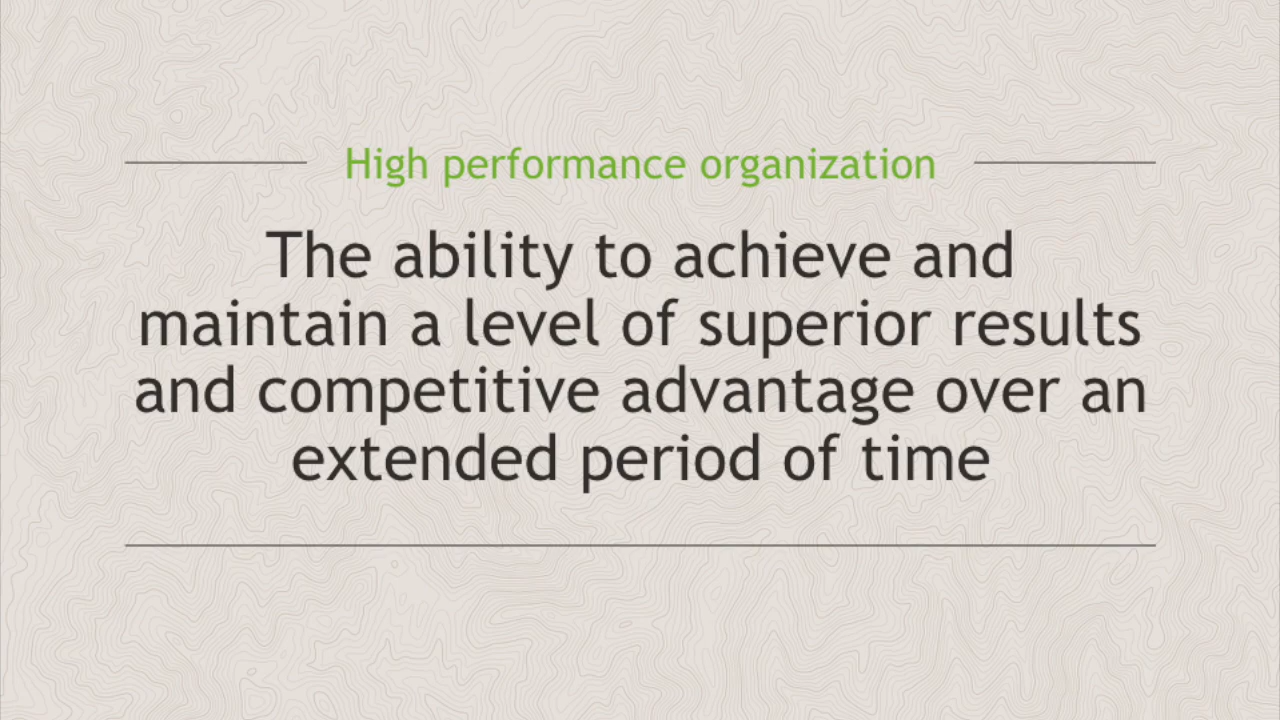 High performance organization
The ability to achieve and
maintain a level of superior results
and competitive advantage over an
extended period of time